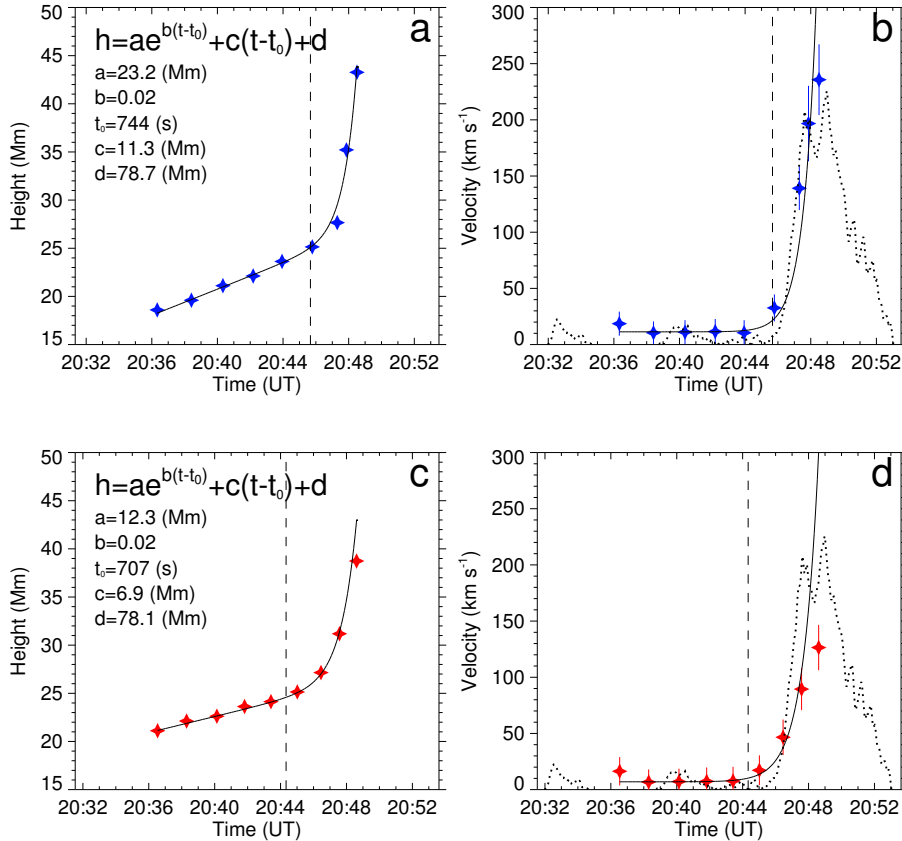 a
h=ae^b(t-t₀)+c(t-t₀)+d
a=23.2 (Mm)
b=0.02
t₀=744 (s)
c=11.3 (Mm)
d=78.7 (Mm)
Height (Mm)
50
45
40
35
30
25
20
15
20:32 20:36 20:40 20:44 20:48 20:52
Time (UT)
b
Velocity (km s⁻¹)
300
250
200
150
100
50
0
20:32 20:36 20:40 20:44 20:48 20:52
Time (UT)
c
h=ae^b(t-t₀)+c(t-t₀)+d
a=12.3 (Mm)
b=0.02
t₀=707 (s)
c=6.9 (Mm)
d=78.1 (Mm)
Height (Mm)
50
45
40
35
30
25
20
15
20:32 20:36 20:40 20:44 20:48 20:52
Time (UT)
d
Velocity (km s⁻¹)
300
250
200
150
100
50
0
20:32 20:36 20:40 20:44 20:48 20:52
Time (UT)